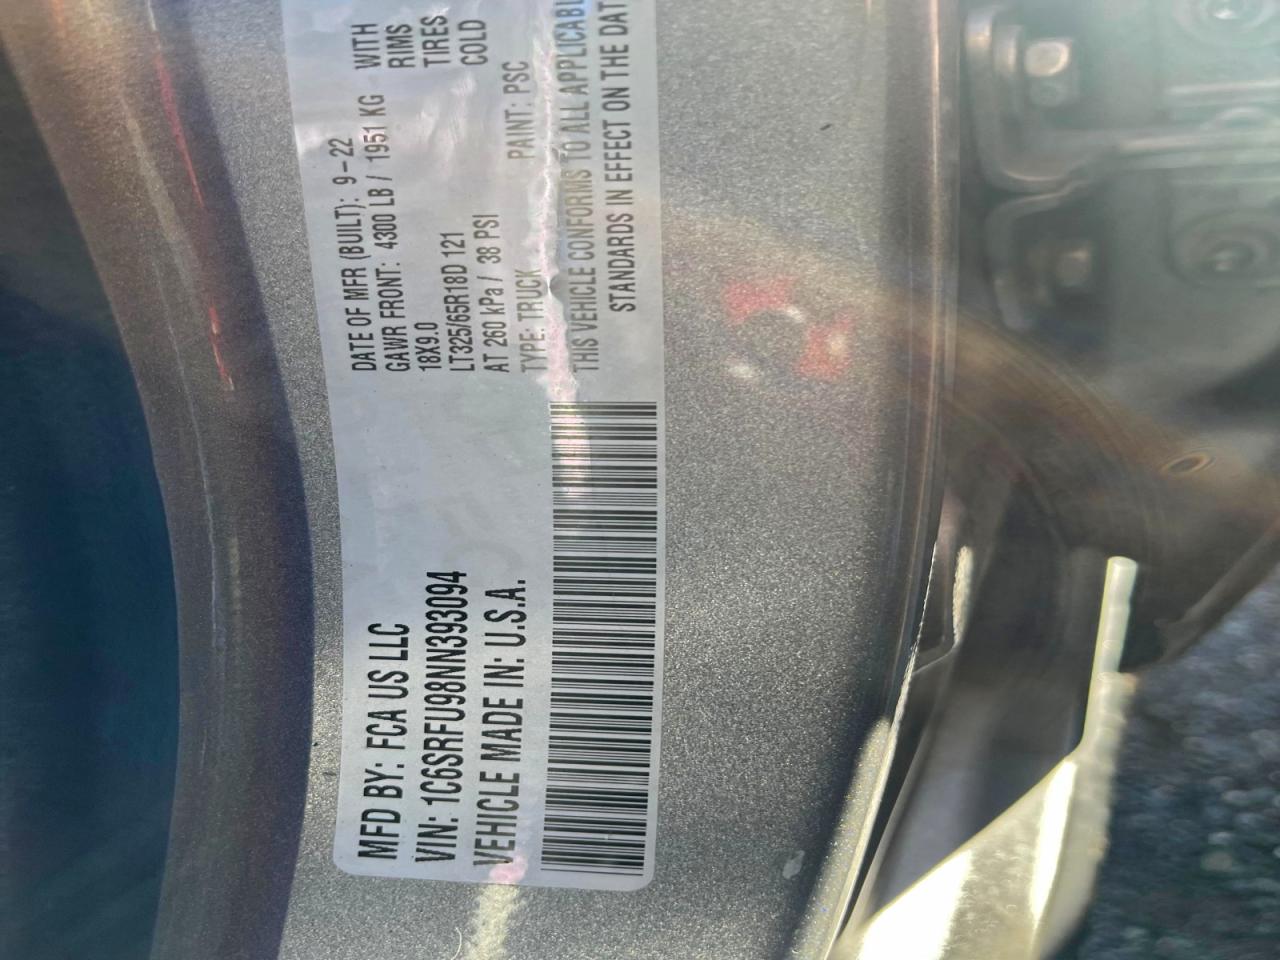 MFD BY: FCA US LLC
VIN: 1C6SRFU98NN393094
VEHICLE MADE IN: U.S.A.
DATE OF MFR (BUILT): 9-22
GAWR FRONT: 4300 LB / 1951 KG WITH
18X9.0 RIMS
LT325/65R18D 121 TIRES
AT 260 kPa / 38 PSI COLD
TYPE: TRUCK PAINT: PSC
THIS VEHICLE CONFORMS TO ALL
STANDARDS IN EFFECT ON THE